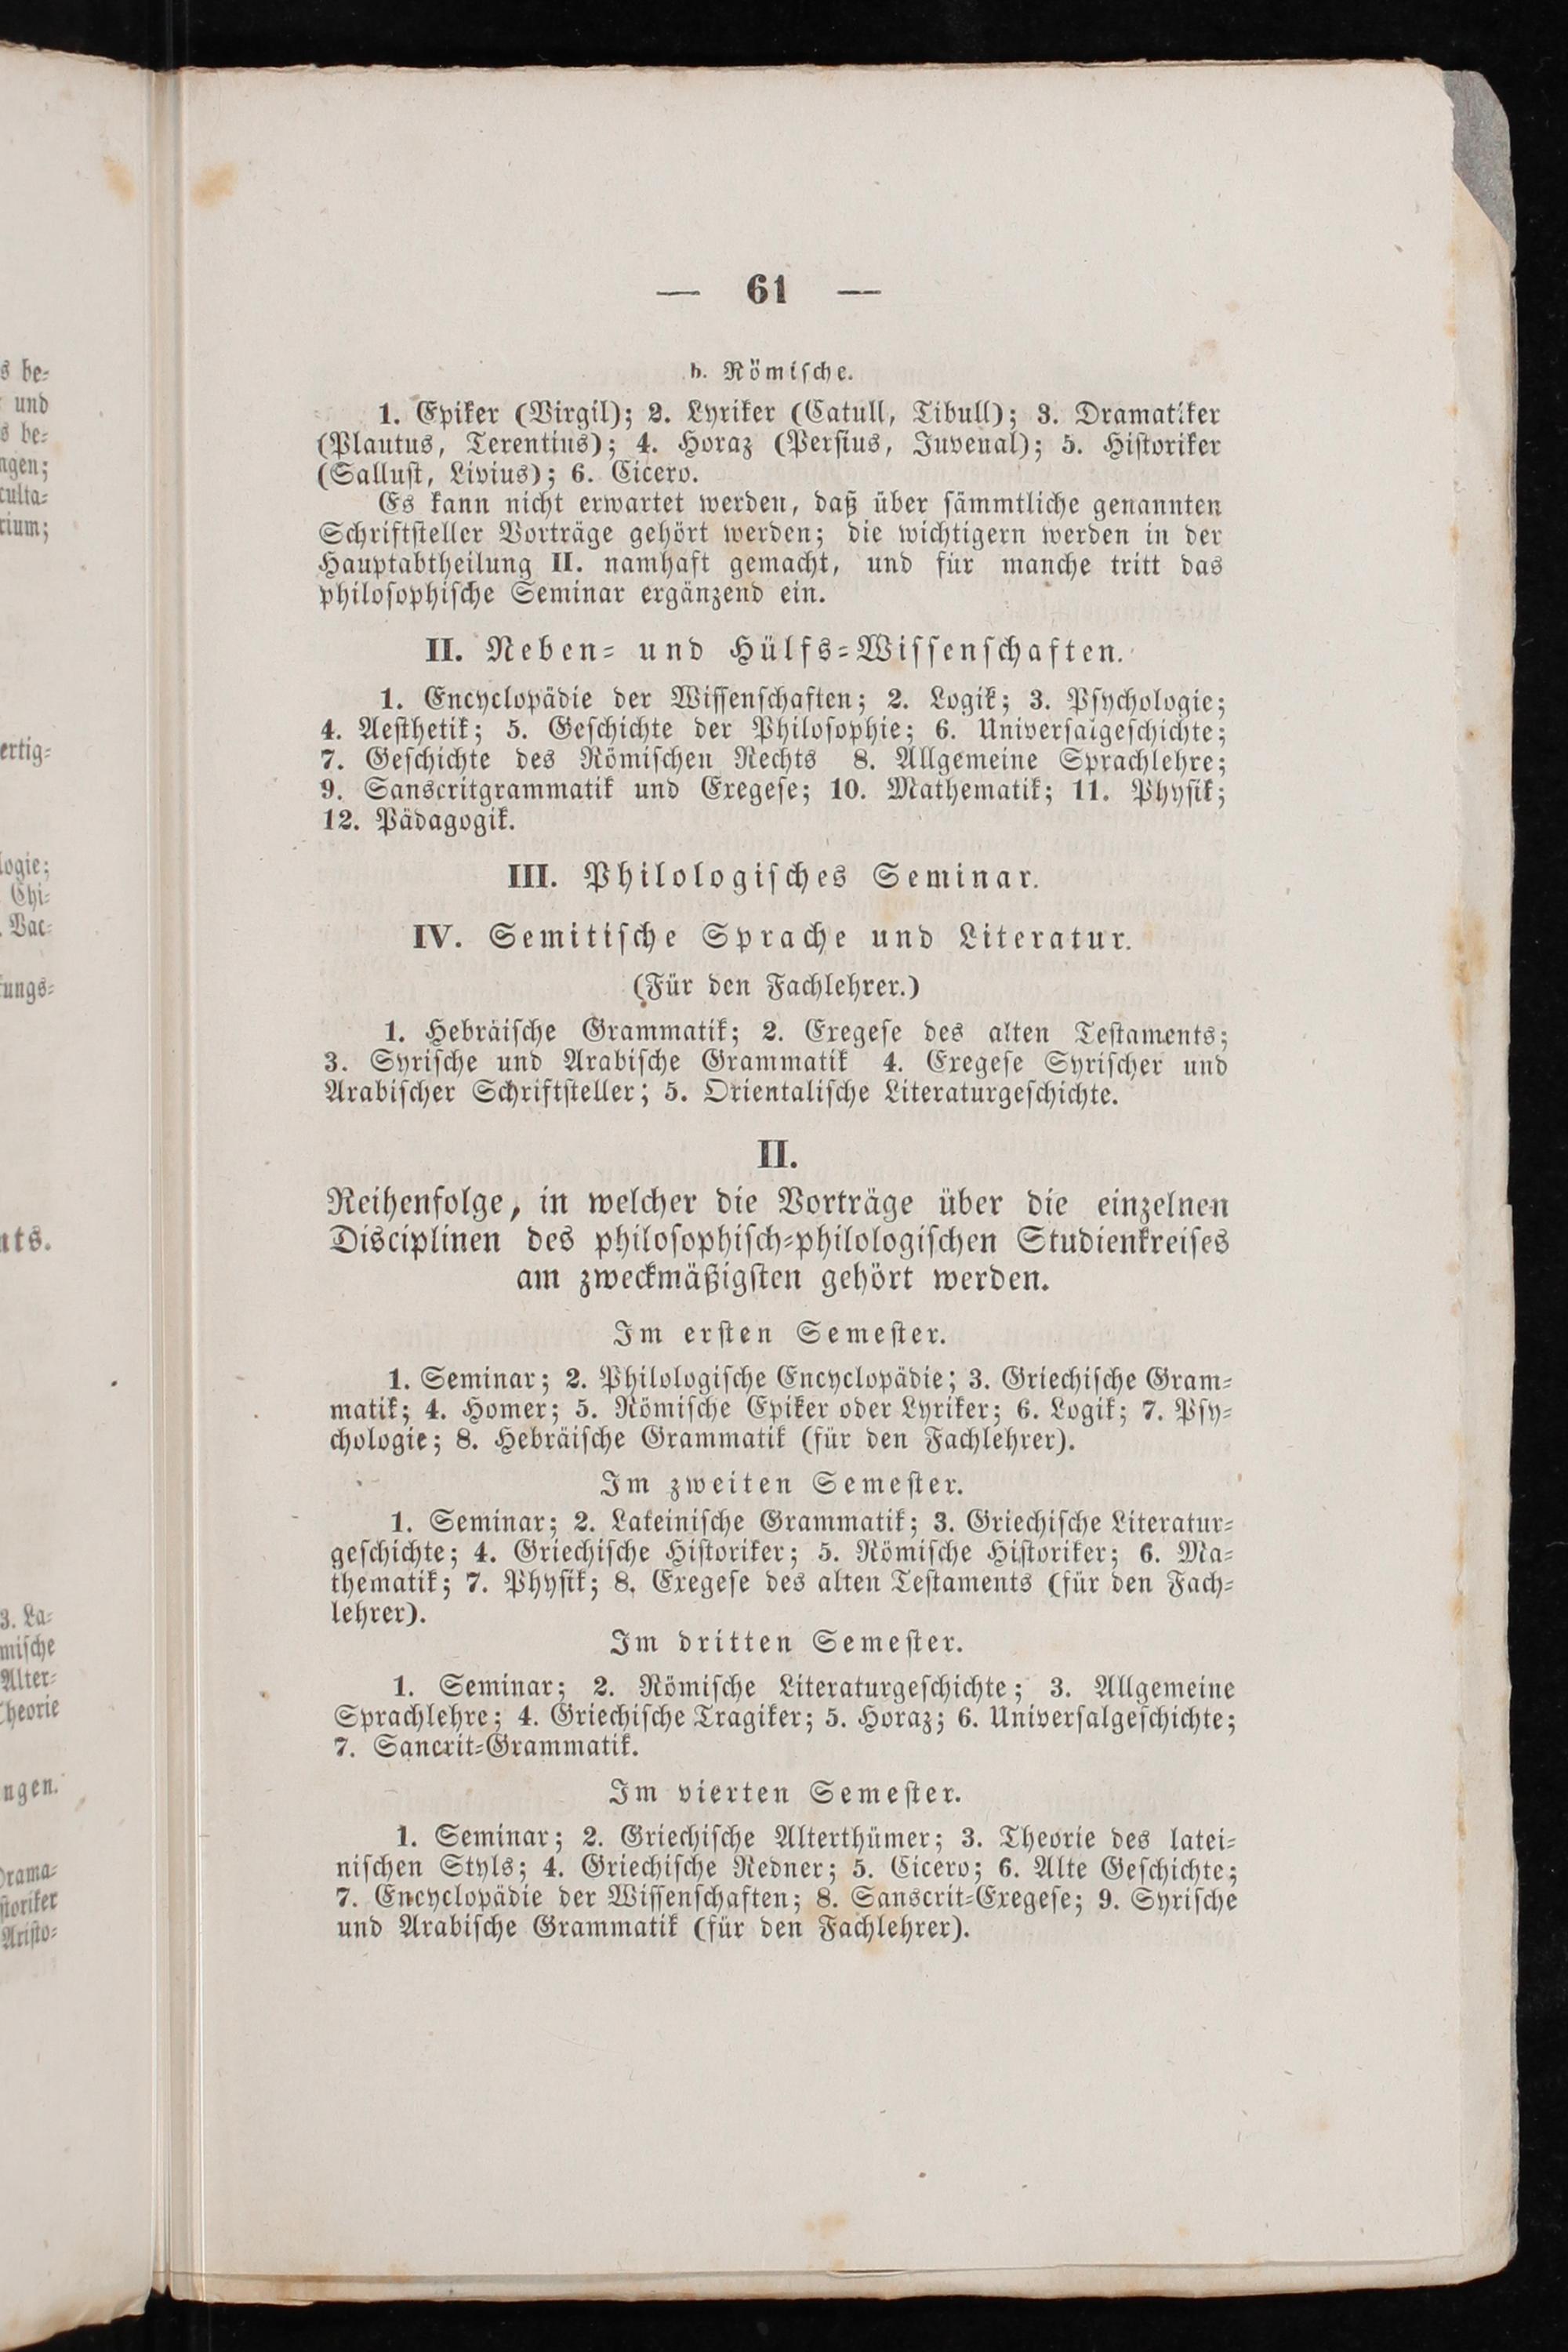 — 61 —
b. Römische.
1. Epiker (Virgil); 2. Lyriker (Catull, Tibull); 3. Dramatiker
(Plautus, Terentius); 4. Horaz (Persius, Juvenal); 5. Historiker
(Sallust, Livius); 6. Cicero.
Es kann nicht erwartet werden, daß über sämmtliche genannten
Schriftsteller Vorträge gehört werden; die wichtigern werden in der
Hauptabtheilung II. namhaft gemacht, und für manche tritt das
philosophische Seminar ergänzend ein.
II. Neben- und Hülfs-Wissenschaften.
1. Encyclopädie der Wissenschaften; 2. Logik; 3. Psychologie;
4. Aesthetik; 5. Geschichte der Philosophie; 6. Universalgeschichte;
7. Geschichte des Römischen Rechts 8. Allgemeine Sprachlehre;
9. Sanscritgrammatik und Exegese; 10. Mathematik; 11. Physik;
12. Pädagogik.
III. Philologisches Seminar.
IV. Semitische Sprache und Literatur.
(Für den Fachlehrer.)
1. Hebräische Grammatik; 2. Exegese des alten Testaments;
3. Syrische und Arabische Grammatik 4. Exegese Syrischer und
Arabischer Schriftsteller; 5. Orientalische Literaturgeschichte.
II.
Reihenfolge, in welcher die Vorträge über die einzelnen
Disciplinen des philosophisch-philologischen Studienkreises
am zweckmäßigsten gehört werden.
Im ersten Semester.
1. Seminar; 2. Philologische Encyclopädie; 3. Griechische Gram-
matik; 4. Homer; 5. Römische Epiker oder Lyriker; 6. Logik; 7. Psy-
chologie; 8. Hebräische Grammatik (für den Fachlehrer).
Im zweiten Semester.
1. Seminar; 2. Lateinische Grammatik; 3. Griechische Literatur-
geschichte; 4. Griechische Historiker; 5. Römische Historiker; 6. Ma-
thematik; 7. Physik; 8. Exegese des alten Testaments (für den Fach-
lehrer).
Im dritten Semester.
1. Seminar; 2. Römische Literaturgeschichte; 3. Allgemeine
Sprachlehre; 4. Griechische Tragiker; 5. Horaz; 6. Universalgeschichte;
7. Sancrit-Grammatik.
Im vierten Semester.
1. Seminar; 2. Griechische Alterthümer; 3. Theorie des latei-
nischen Styls; 4. Griechische Redner; 5. Cicero; 6. Alte Geschichte;
7. Encyclopädie der Wissenschaften; 8. Sanscrit-Exegese; 9. Syrische
und Arabische Grammatik (für den Fachlehrer).